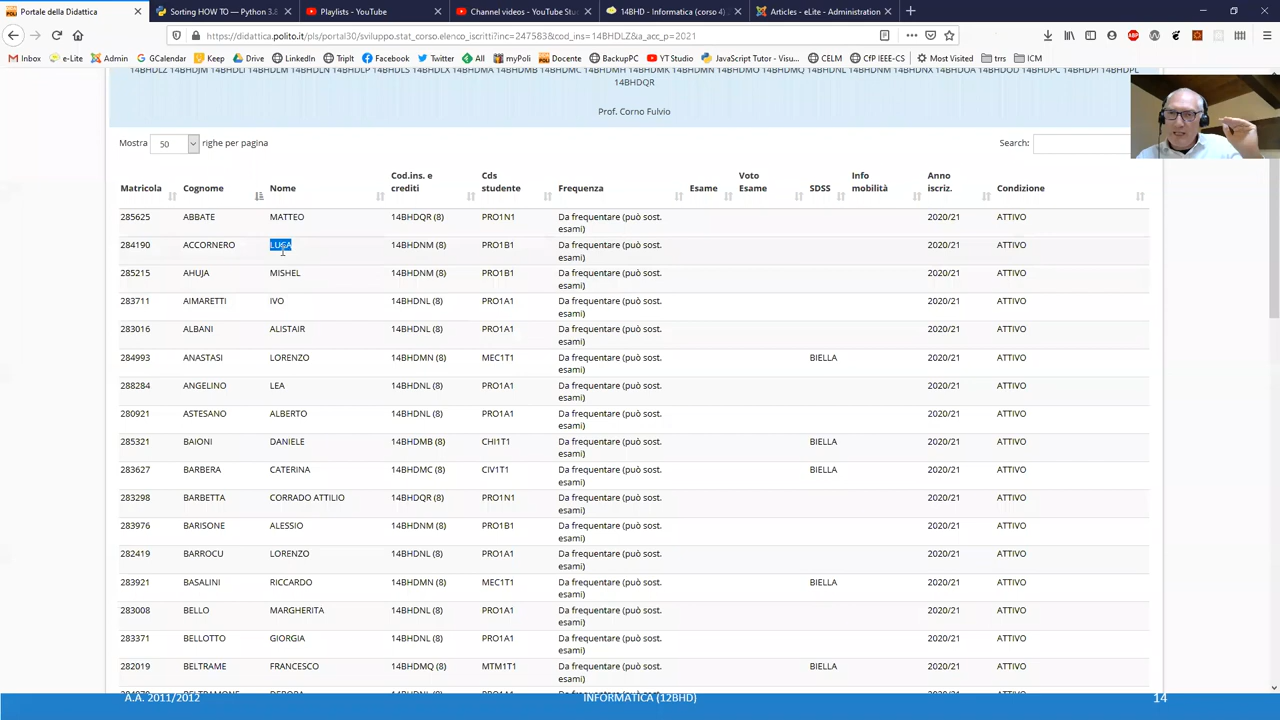 Portale della Didattica
Sorting HOW TO — Python 3.8
Playlists - YouTube
Channel videos - YouTube Stu
14BHD - Informatica (corso 4)
Articles - eLite - Administration
https://didattica.polito.it/pls/portal30/sviluppo.stat_corso.elenco_iscritti?inc=247583&cod_ins=14BHDLZ&a_acc_p=2021
Inbox e-Lite Admin GCalendar Keep Drive LinkedIn TripIt Facebook Twitter All myPoli Docente BackupPC YT Studio JavaScript Tutor - Visu... CELM CfP IEEE-CS Most Visited trrs ICM
14BHDQR
Prof. Corno Fulvio
Mostra 50 righe per pagina Search:
Matricola Cognome Nome Cod.ins. e crediti Cds studente Frequenza Esame Voto Esame SDSS Info mobilità Anno iscriz. Condizione
285625 ABBATE MATTEO 14BHDQR (8) PRO1N1 Da frequentare (può sost. esami) 2020/21 ATTIVO
284190 ACCORNERO LUCA 14BHDNM (8) PRO1B1 Da frequentare (può sost. esami) 2020/21 ATTIVO
285215 AHUJA MISHEL 14BHDNM (8) PRO1B1 Da frequentare (può sost. esami) 2020/21 ATTIVO
283711 AIMARETTI IVO 14BHDNL (8) PRO1A1 Da frequentare (può sost. esami) 2020/21 ATTIVO
283016 ALBANI ALISTAIR 14BHDNL (8) PRO1A1 Da frequentare (può sost. esami) 2020/21 ATTIVO
284993 ANASTASI LORENZO 14BHDMN (8) MEC1T1 Da frequentare (può sost. esami) BIELLA 2020/21 ATTIVO
288284 ANGELINO LEA 14BHDNL (8) PRO1A1 Da frequentare (può sost. esami) 2020/21 ATTIVO
280921 ASTESANO ALBERTO 14BHDNL (8) PRO1A1 Da frequentare (può sost. esami) 2020/21 ATTIVO
285321 BAIONI DANIELE 14BHDMB (8) CHI1T1 Da frequentare (può sost. esami) BIELLA 2020/21 ATTIVO
283627 BARBERA CATERINA 14BHDMC (8) CIV1T1 Da frequentare (può sost. esami) BIELLA 2020/21 ATTIVO
283298 BARBETTA CORRADO ATTILIO 14BHDQR (8) PRO1N1 Da frequentare (può sost. esami) 2020/21 ATTIVO
283976 BARISONE ALESSIO 14BHDNM (8) PRO1B1 Da frequentare (può sost. esami) 2020/21 ATTIVO
282419 BARROCU LORENZO 14BHDNL (8) PRO1A1 Da frequentare (può sost. esami) 2020/21 ATTIVO
283921 BASALINI RICCARDO 14BHDMN (8) MEC1T1 Da frequentare (può sost. esami) BIELLA 2020/21 ATTIVO
283008 BELLO MARGHERITA 14BHDNL (8) PRO1A1 Da frequentare (può sost. esami) 2020/21 ATTIVO
283371 BELLOTTO GIORGIA 14BHDNL (8) PRO1A1 Da frequentare (può sost. esami) 2020/21 ATTIVO
282019 BELTRAME FRANCESCO 14BHDMQ (8) MTM1T1 Da frequentare (può sost. esami) BIELLA 2020/21 ATTIVO
A.A. 2011/2012 INFORMATICA (12BHD) 14